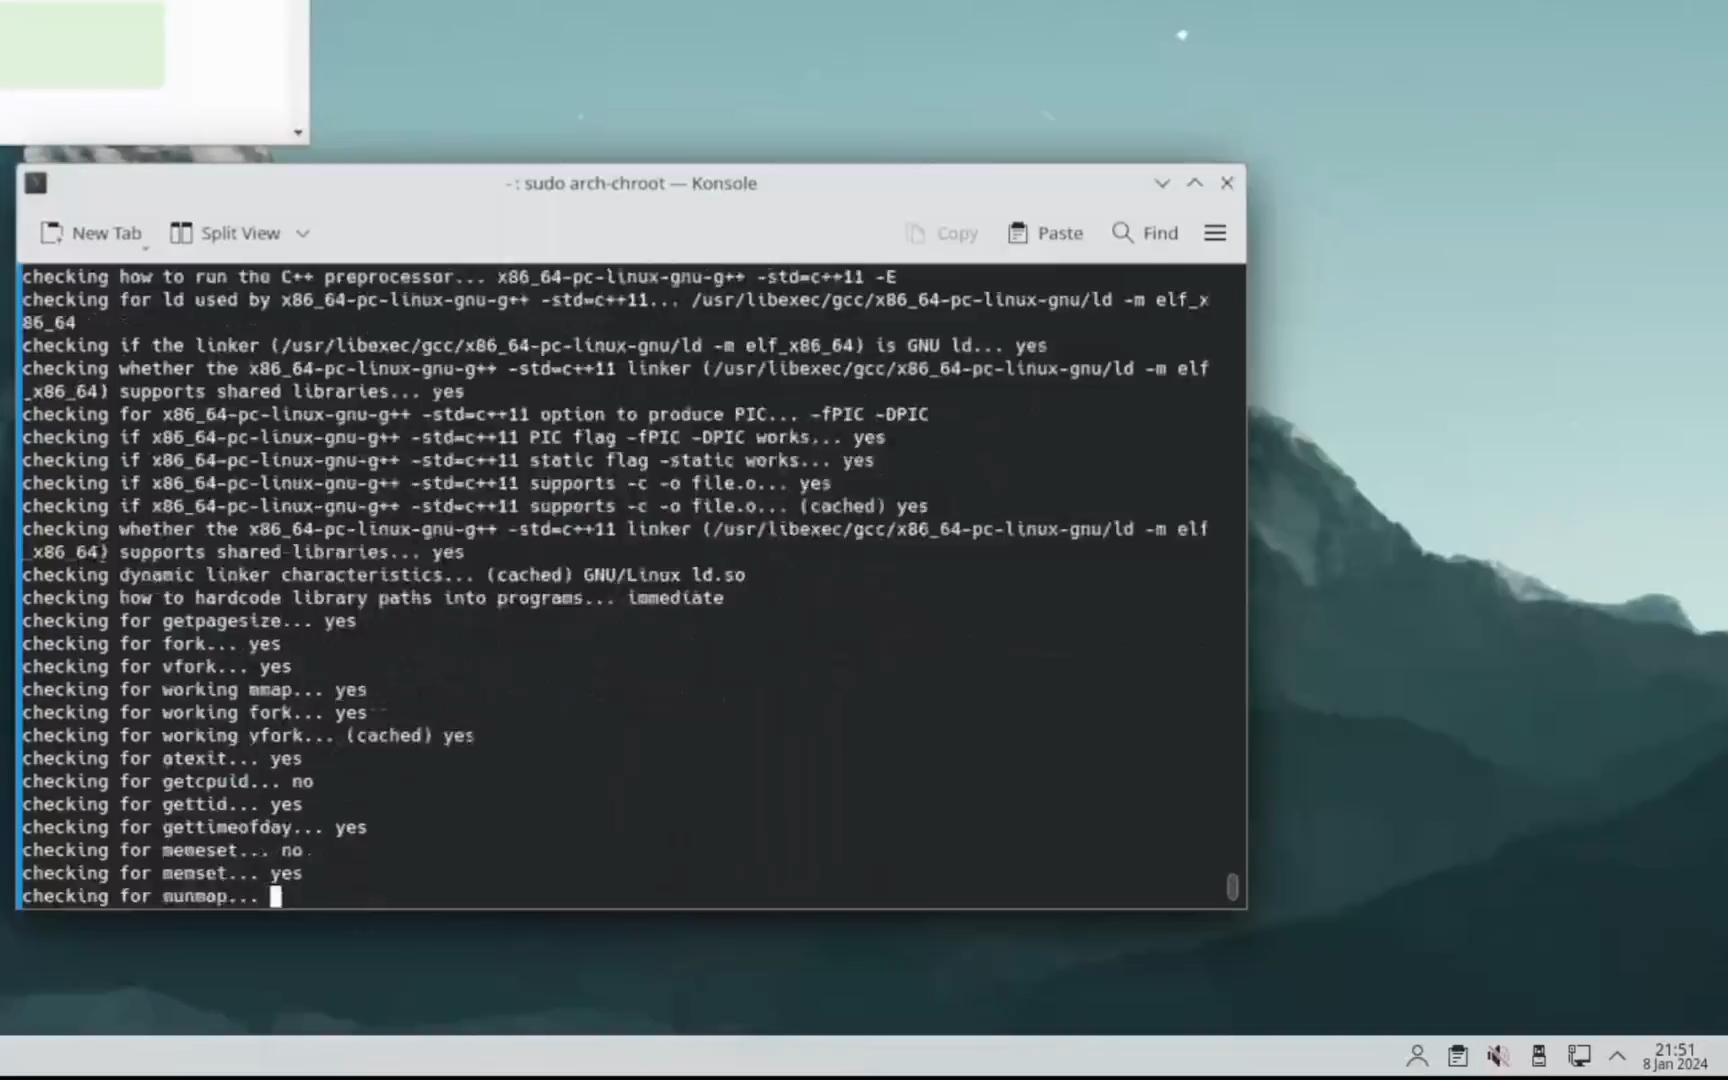 - : sudo arch-chroot — Konsole
New Tab
Split View
Copy
Paste
Find
checking how to run the C++ preprocessor... x86_64-pc-linux-gnu-g++ -std=c++11 -E
checking for ld used by x86_64-pc-linux-gnu-g++ -std=c++11... /usr/libexec/gcc/x86_64-pc-linux-gnu/ld -m elf_x
86_64
checking if the linker (/usr/libexec/gcc/x86_64-pc-linux-gnu/ld -m elf_x86_64) is GNU ld... yes
checking whether the x86_64-pc-linux-gnu-g++ -std=c++11 linker (/usr/libexec/gcc/x86_64-pc-linux-gnu/ld -m elf
_x86_64) supports shared libraries... yes
checking for x86_64-pc-linux-gnu-g++ -std=c++11 option to produce PIC... -fPIC -DPIC
checking if x86_64-pc-linux-gnu-g++ -std=c++11 PIC flag -fPIC -DPIC works... yes
checking if x86_64-pc-linux-gnu-g++ -std=c++11 static flag -static works... yes
checking if x86_64-pc-linux-gnu-g++ -std=c++11 supports -c -o file.o... yes
checking if x86_64-pc-linux-gnu-g++ -std=c++11 supports -c -o file.o... (cached) yes
checking whether the x86_64-pc-linux-gnu-g++ -std=c++11 linker (/usr/libexec/gcc/x86_64-pc-linux-gnu/ld -m elf
_x86_64) supports shared libraries... yes
checking dynamic linker characteristics... (cached) GNU/Linux ld.so
checking how to hardcode library paths into programs... immediate
checking for getpagesize... yes
checking for fork... yes
checking for vfork... yes
checking for working mmap... yes
checking for working fork... yes
checking for working vfork... (cached) yes
checking for atexit... yes
checking for getcpuid... no
checking for gettid... yes
checking for gettimeofday... yes
checking for memeset... no
checking for memset... yes
checking for munmap...
21:51
8 Jan 2024